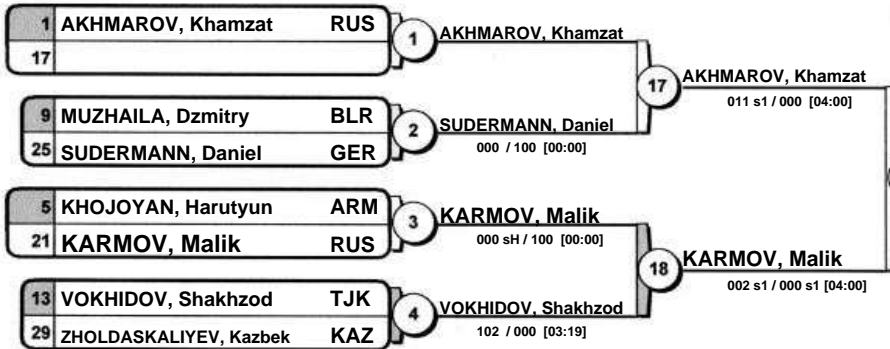 1 AKHMAROV, Khamzat RUS
17
1
AKHMAROV, Khamzat
9 MUZHAILA, Dzmitry BLR
25 SUDERMANN, Daniel GER
2
SUDERMANN, Daniel
000 / 100 [00:00]
17
AKHMAROV, Khamzat
011 s1 / 000 [04:00]
5 KHOJOYAN, Harutyun ARM
21 KARMOV, Malik RUS
3
KARMOV, Malik
000 sH / 100 [00:00]
13 VOKHIDOV, Shakhzod TJK
29 ZHOLDASKALIYEV, Kazbek KAZ
4
VOKHIDOV, Shakhzod
102 / 000 [03:19]
18
KARMOV, Malik
002 s1 / 000 s1 [04:00]